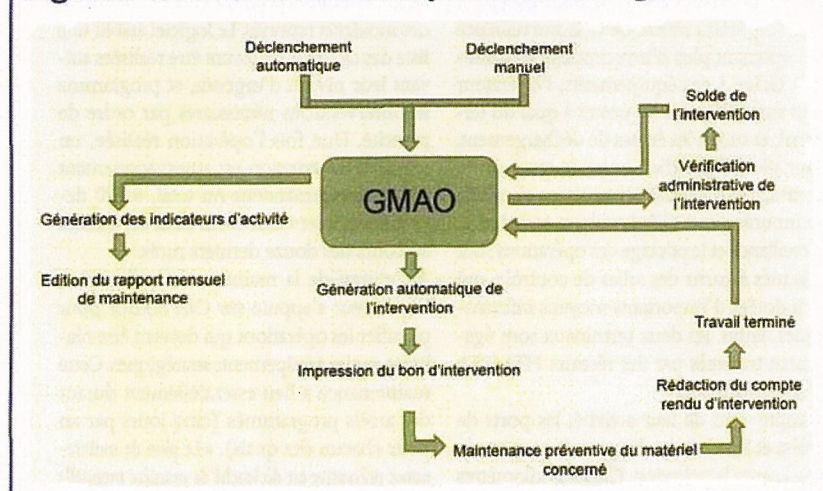 Déclenchement
automatique
Déclenchement
manuel
Solde de
l'intervention
Vérification
administrative de
l'intervention
GMAO
Génération des indicateurs d'activité
Edition du rapport mensuel
de maintenance
Génération automatique de
l'intervention
Impression du bon d'intervention
Maintenance préventive du matériel
concerné
Rédaction du compte
rendu d'intervention
Travail terminé